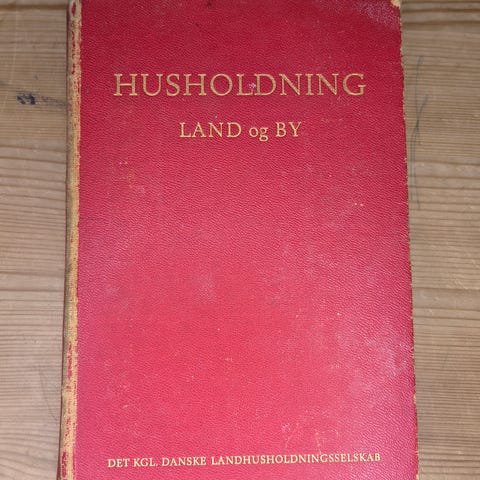 HUSHOLDNING
LAND og BY
DET KGL. DANSKE LANDHUSHOLDNINGSSELSKAB